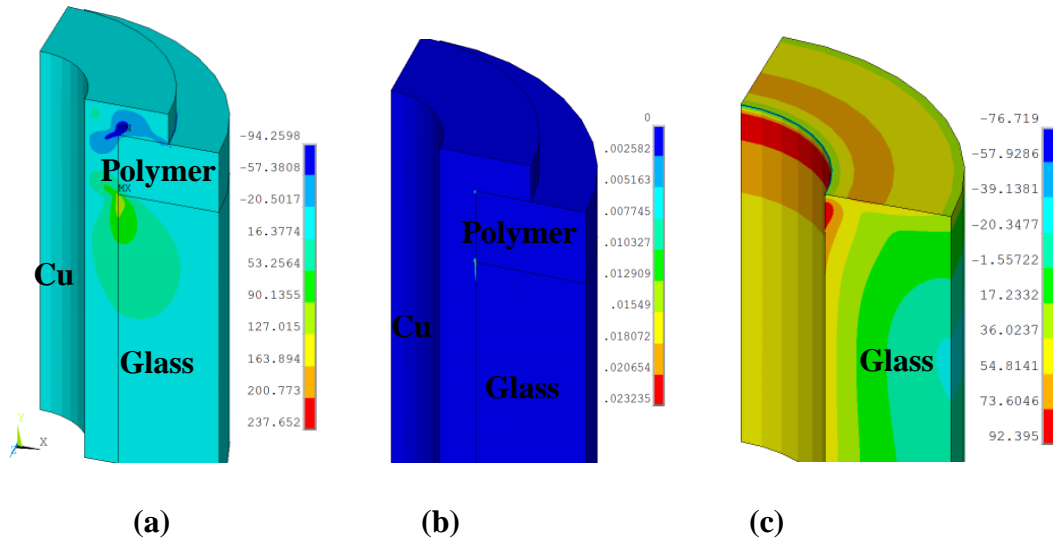 -94.2598
-57.3808
-20.5017
16.3774
53.2564
90.1355
127.015
163.894
200.773
237.652
Polymer
MX
Cu
Glass
Y
X
Z
(a)
0
.002582
.005163
.007745
.010327
.012909
.01549
.018072
.020654
.023235
Polymer
Cu
Glass
(b)
-76.719
-57.9286
-39.1381
-20.3477
-1.55722
17.2332
36.0237
54.8141
73.6046
92.395
Glass
(c)